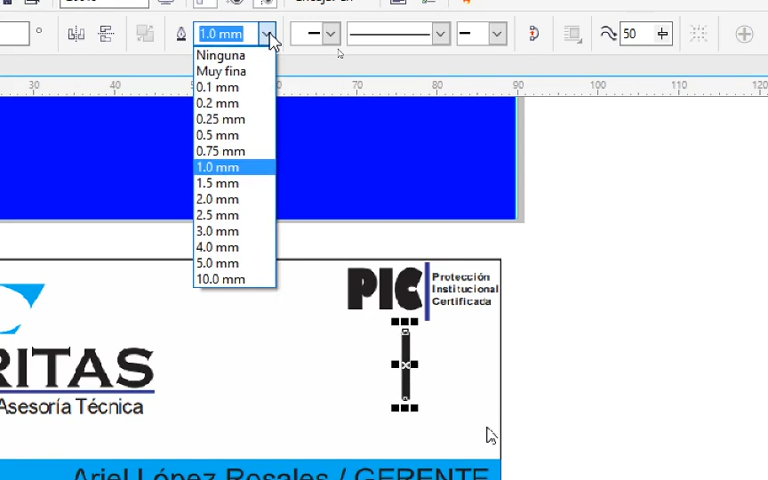 1.0 mm
50
30
40
70
80
90
100
110
120
Ninguna
Muy fina
0.1 mm
0.2 mm
0.25 mm
0.5 mm
0.75 mm
1.0 mm
1.5 mm
2.0 mm
2.5 mm
3.0 mm
4.0 mm
5.0 mm
10.0 mm
PIC
Protección
Institucional
Certificada
RITAS
Asesoría Técnica
Ariel López Rosales / GERENTE